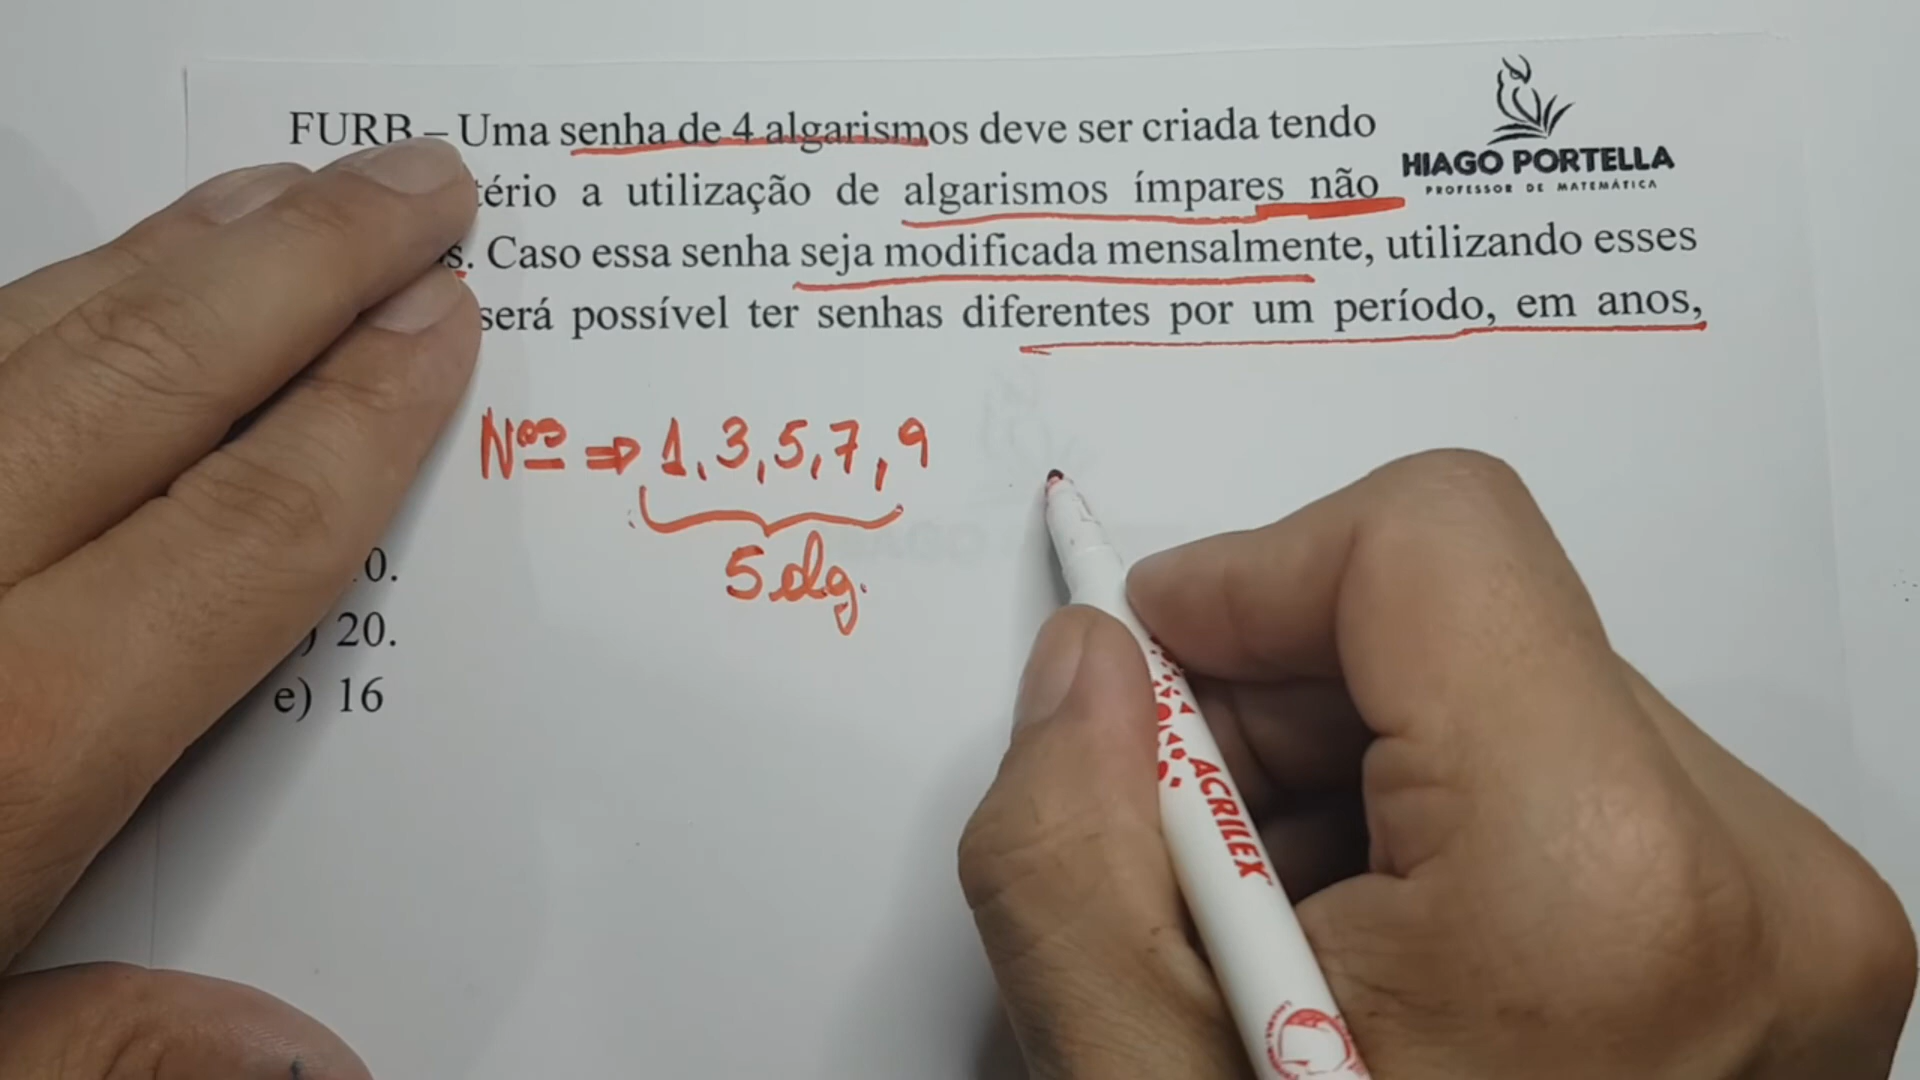 FURB – Uma senha de 4 algarismos deve ser criada tendo
tério a utilização de algarismos ímpares não
s. Caso essa senha seja modificada mensalmente, utilizando esses
será possível ter senhas diferentes por um período, em anos,
HIAGO PORTELLA
PROFESSOR DE MATEMÁTICA
Nos ⇒ 1, 3, 5, 7, 9
5 alg.
0.
) 20.
e) 16
ACRILEX